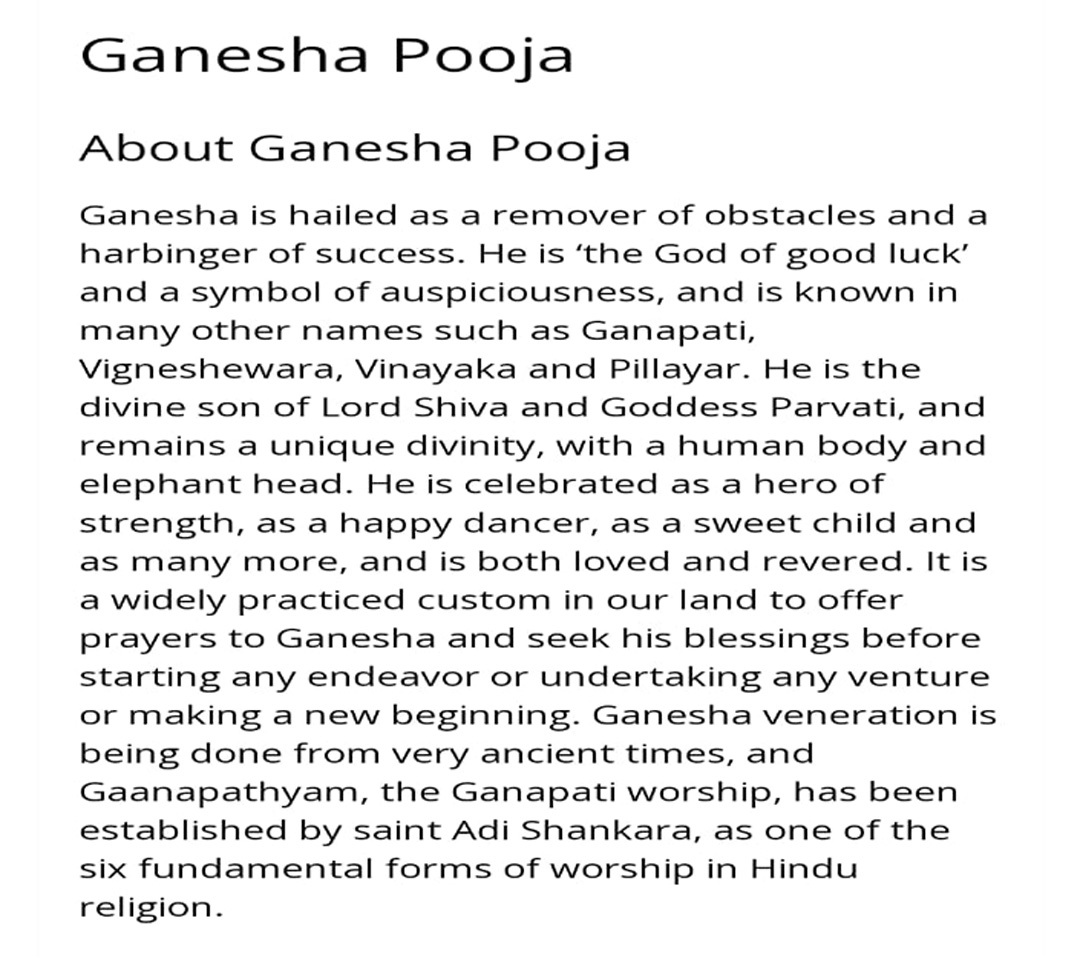 Ganesha Pooja
About Ganesha Pooja
Ganesha is hailed as a remover of obstacles and a
harbinger of success. He is ‘the God of good luck’
and a symbol of auspiciousness, and is known in
many other names such as Ganapati,
Vigneshewara, Vinayaka and Pillayar. He is the
divine son of Lord Shiva and Goddess Parvati, and
remains a unique divinity, with a human body and
elephant head. He is celebrated as a hero of
strength, as a happy dancer, as a sweet child and
as many more, and is both loved and revered. It is
a widely practiced custom in our land to offer
prayers to Ganesha and seek his blessings before
starting any endeavor or undertaking any venture
or making a new beginning. Ganesha veneration is
being done from very ancient times, and
Gaanapathyam, the Ganapati worship, has been
established by saint Adi Shankara, as one of the
six fundamental forms of worship in Hindu
religion.